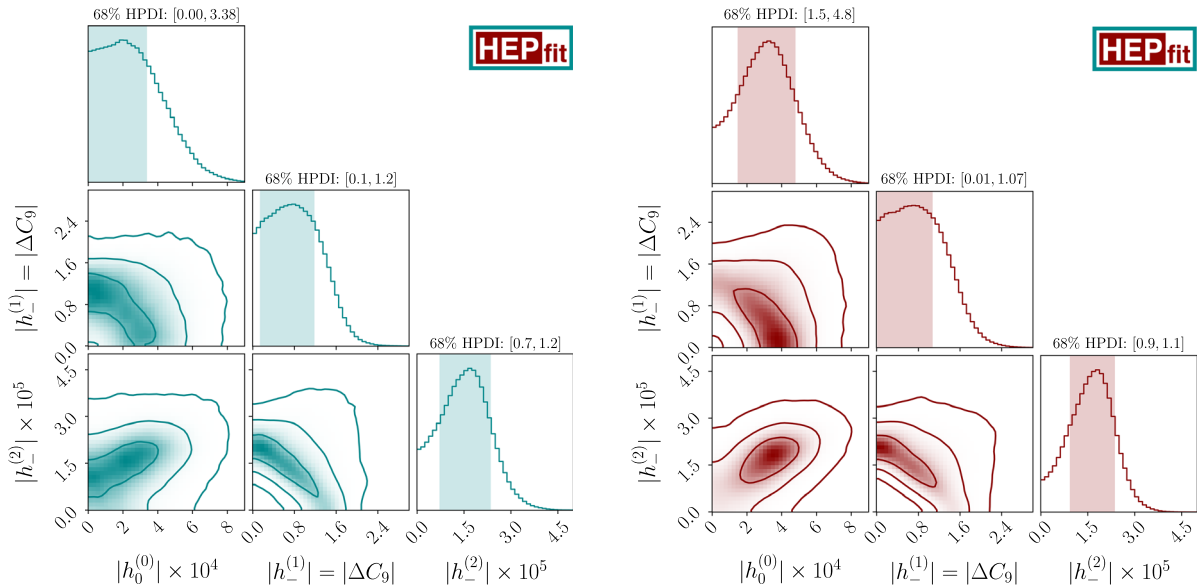 68% HPDI: [0.00, 3.38]
HEPfit
68% HPDI: [0.1, 1.2]
|h_-^{(1)}| = |ΔC_9|
2.4
1.6
0.8
0.0
68% HPDI: [0.7, 1.2]
|h_-^{(2)}| × 10^5
4.5
3.0
1.5
0.0
0 2 4 6 8
0.0 0.8 1.6 2.4
0.0 1.5 3.0 4.5
|h_0^{(0)}| × 10^4
|h_-^{(1)}| = |ΔC_9|
|h_-^{(2)}| × 10^5
68% HPDI: [1.5, 4.8]
HEPfit
68% HPDI: [0.01, 1.07]
|h_-^{(1)}| = |ΔC_9|
2.4
1.6
0.8
0.0
68% HPDI: [0.9, 1.1]
|h_-^{(2)}| × 10^5
4.5
3.0
1.5
0.0
0 2 4 6 8
0.0 0.8 1.6 2.4
0.0 1.5 3.0 4.5
|h_0^{(0)}| × 10^4
|h_-^{(1)}| = |ΔC_9|
|h_-^{(2)}| × 10^5